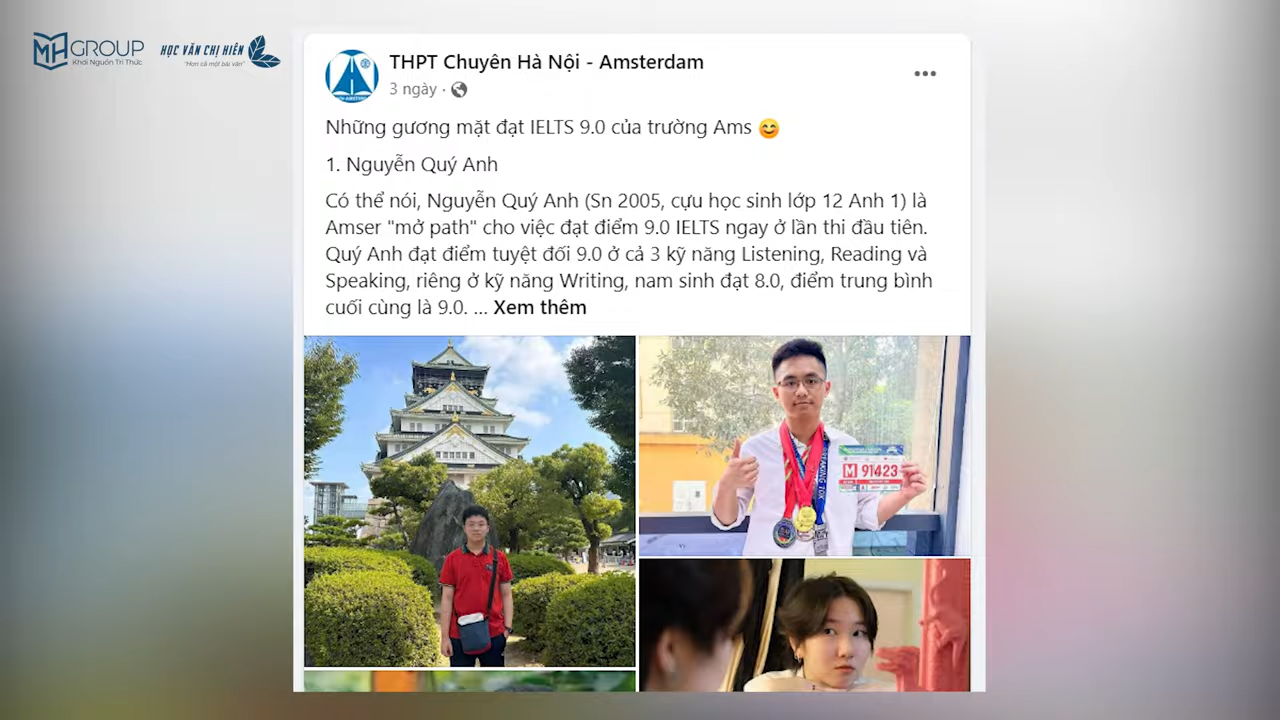 MH GROUP
Khơi Nguồn Tri Thức
HỌC VĂN CHỊ HIÊN
"Hơn cả một bài văn"
THPT Chuyên Hà Nội - Amsterdam
3 ngày ·
Những gương mặt đạt IELTS 9.0 của trường Ams 😊
1. Nguyễn Quý Anh
Có thể nói, Nguyễn Quý Anh (Sn 2005, cựu học sinh lớp 12 Anh 1) là
Amser "mở path" cho việc đạt điểm 9.0 IELTS ngay ở lần thi đầu tiên.
Quý Anh đạt điểm tuyệt đối 9.0 ở cả 3 kỹ năng Listening, Reading và
Speaking, riêng ở kỹ năng Writing, nam sinh đạt 8.0, điểm trung bình
cuối cùng là 9.0. ... Xem thêm
M 91423